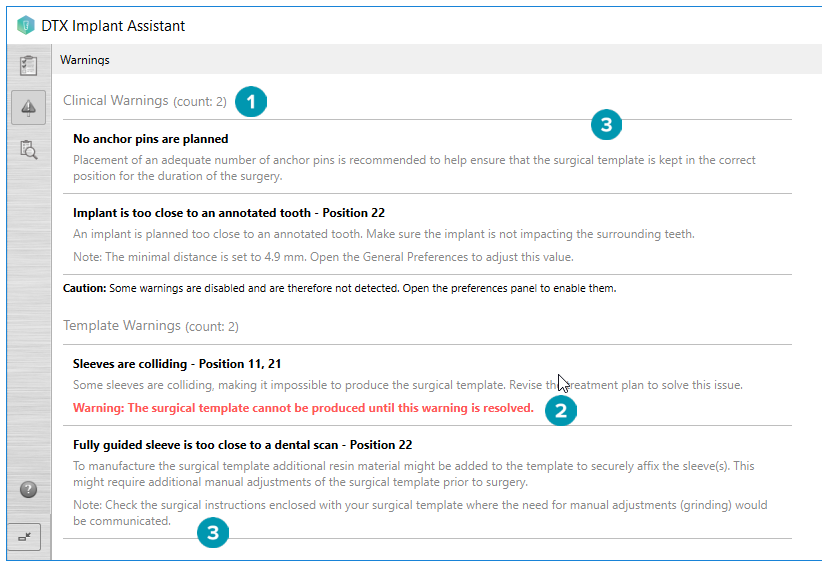 DTX Implant Assistant
Warnings
Clinical Warnings (count: 2) 1
3
No anchor pins are planned
Placement of an adequate number of anchor pins is recommended to help ensure that the surgical template is kept in the correct
position for the duration of the surgery.
Implant is too close to an annotated tooth - Position 22
An implant is planned too close to an annotated tooth. Make sure the implant is not impacting the surrounding teeth.
Note: The minimal distance is set to 4.9 mm. Open the General Preferences to adjust this value.
Caution: Some warnings are disabled and are therefore not detected. Open the preferences panel to enable them.
Template Warnings (count: 2)
Sleeves are colliding - Position 11, 21
Some sleeves are colliding, making it impossible to produce the surgical template. Revise the treatment plan to solve this issue.
Warning: The surgical template cannot be produced until this warning is resolved. 2
Fully guided sleeve is too close to a dental scan - Position 22
To manufacture the surgical template additional resin material might be added to the template to securely affix the sleeve(s). This
might require additional manual adjustments of the surgical template prior to surgery.
Note: Check the surgical instructions enclosed with your surgical template where the need for manual adjustments (grinding) would
be communicated.
3
?